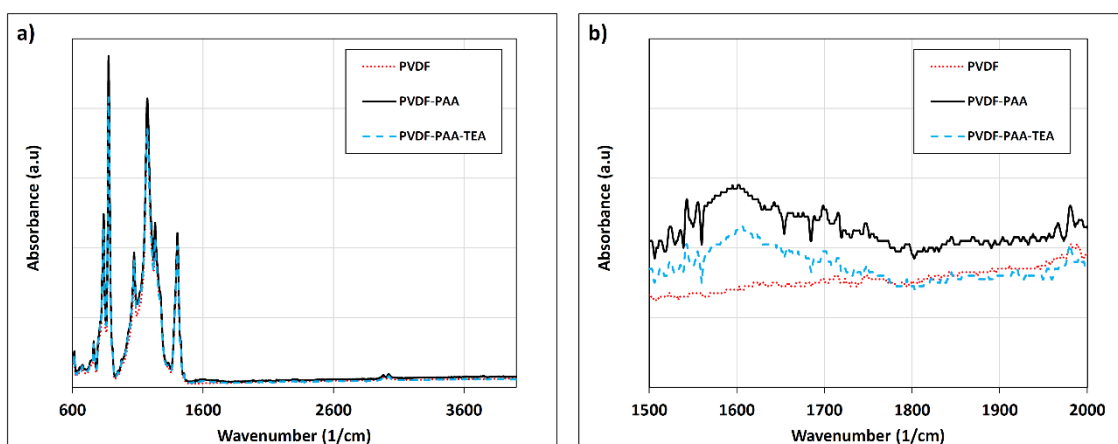 a)
PVDF
PVDF-PAA
PVDF-PAA-TEA
Absorbance (a.u)
600
1600
2600
3600
Wavenumber (1/cm)
b)
PVDF
PVDF-PAA
PVDF-PAA-TEA
Absorbance (a.u)
1500
1600
1700
1800
1900
2000
Wavenumber (1/cm)